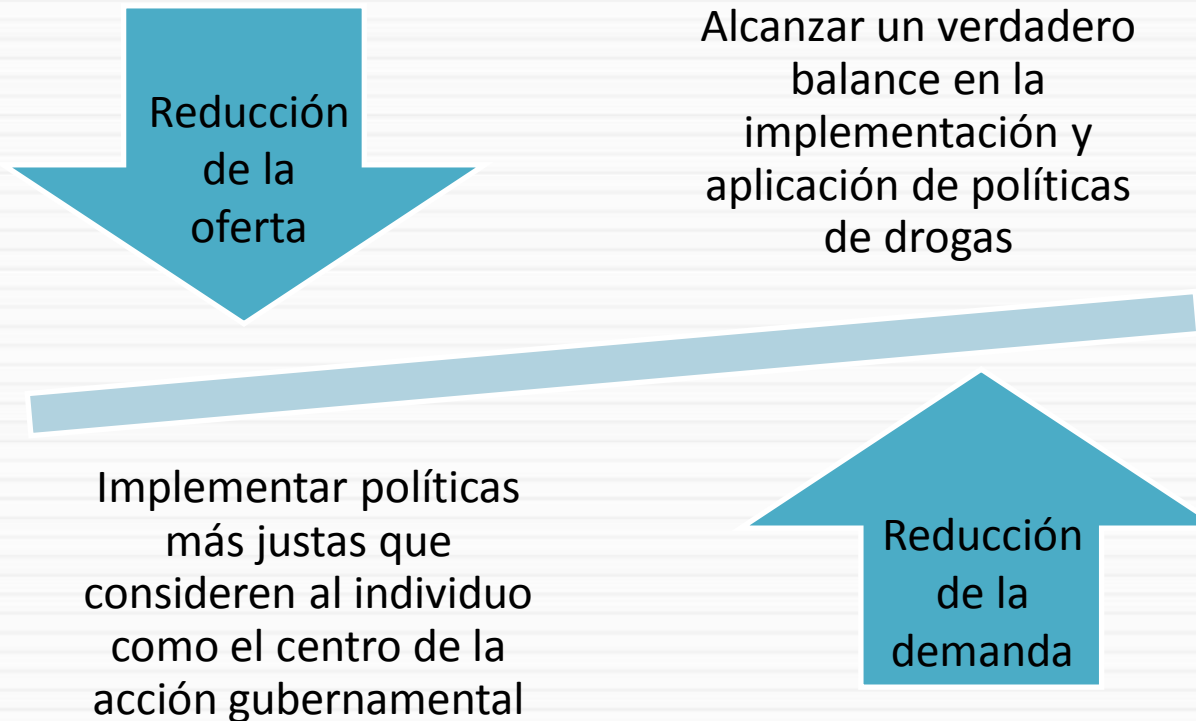 Reducción
de la
oferta
Alcanzar un verdadero
balance en la
implementación y
aplicación de políticas
de drogas
Implementar políticas
más justas que
consideren al individuo
como el centro de la
acción gubernamental
Reducción
de la
demanda